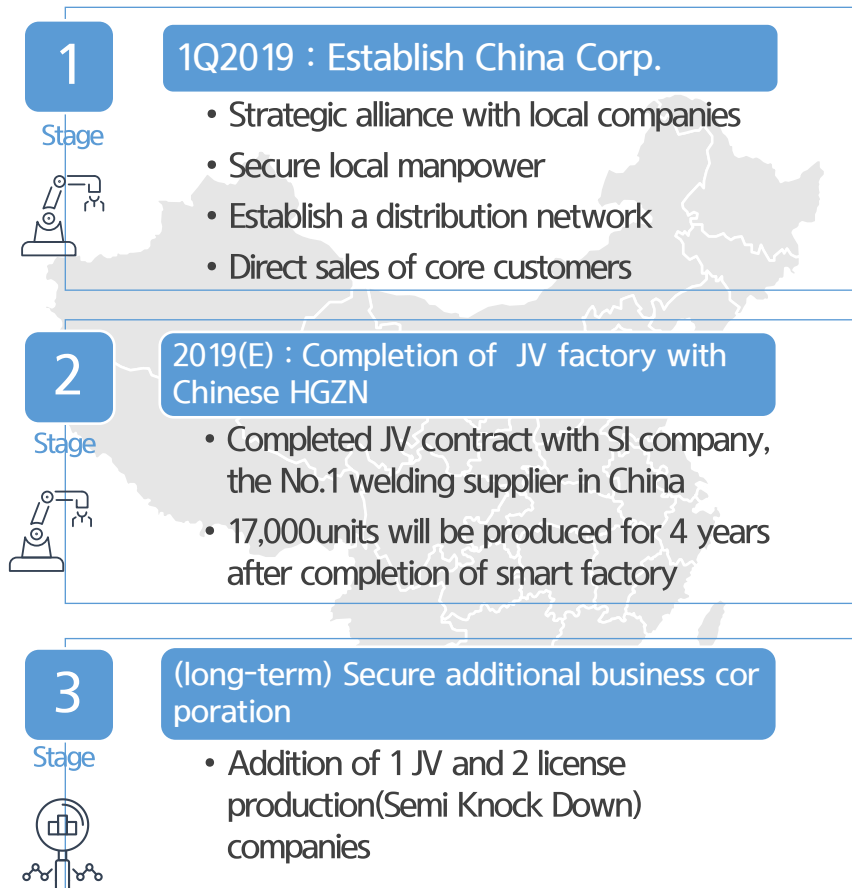 1
Stage
1Q2019 : Establish China Corp.
• Strategic alliance with local companies
• Secure local manpower
• Establish a distribution network
• Direct sales of core customers
2
Stage
2019(E) : Completion of JV factory with
Chinese HGZN
• Completed JV contract with SI company,
the No.1 welding supplier in China
• 17,000units will be produced for 4 years
after completion of smart factory
3
Stage
(long-term) Secure additional business cor
poration
• Addition of 1 JV and 2 license
production(Semi Knock Down)
companies